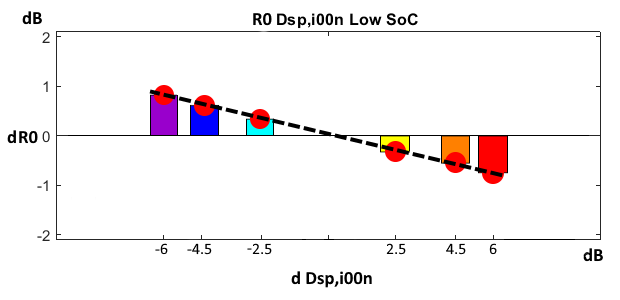 dB
R0 Dsp,i00n Low SoC
2
1
dR0 0
-1
-2
-6 -4.5 -2.5 2.5 4.5 6
dB
d Dsp,i00n